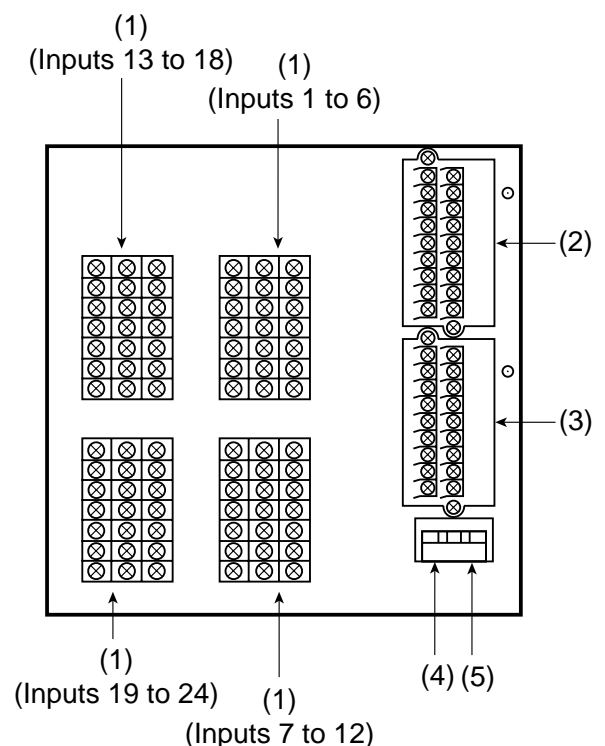 (1)
(Inputs 13 to 18)
(1)
(Inputs 1 to 6)
(2)
(3)
(4)
(5)
(1)
(Inputs 19 to 24)
(1)
(Inputs 7 to 12)